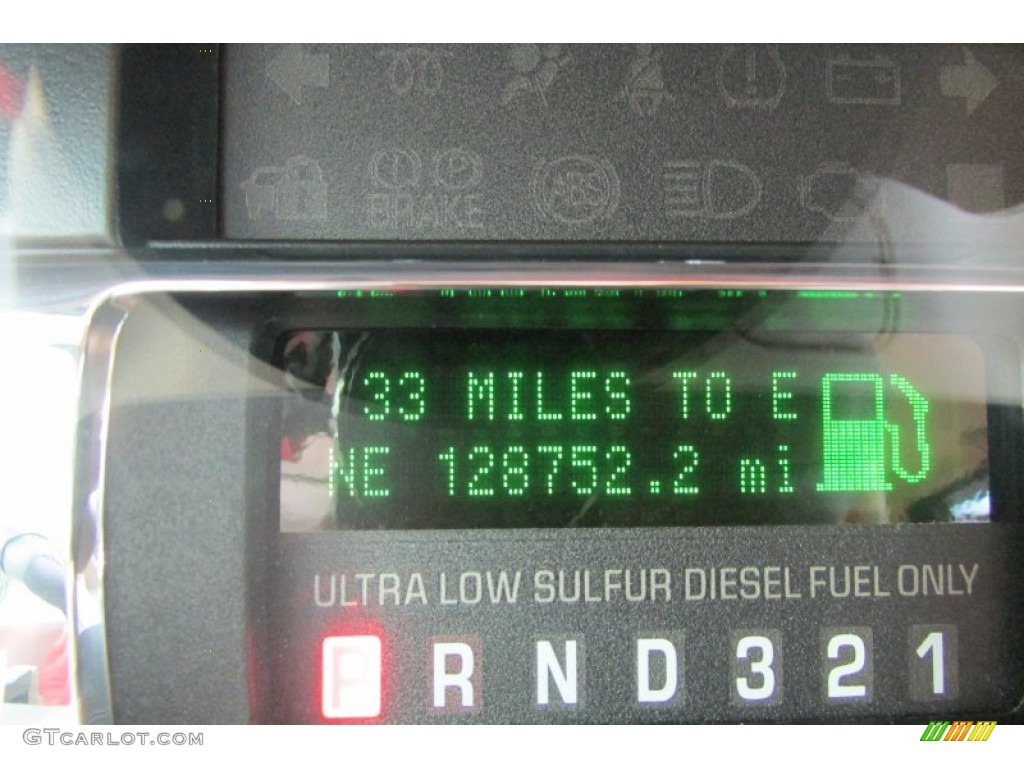 BRAKE
ABS
33 MILES TO E
NE 128752.2 mi
ULTRA LOW SULFUR DIESEL FUEL ONLY
P R N D 3 2 1
GTCARLOT.COM